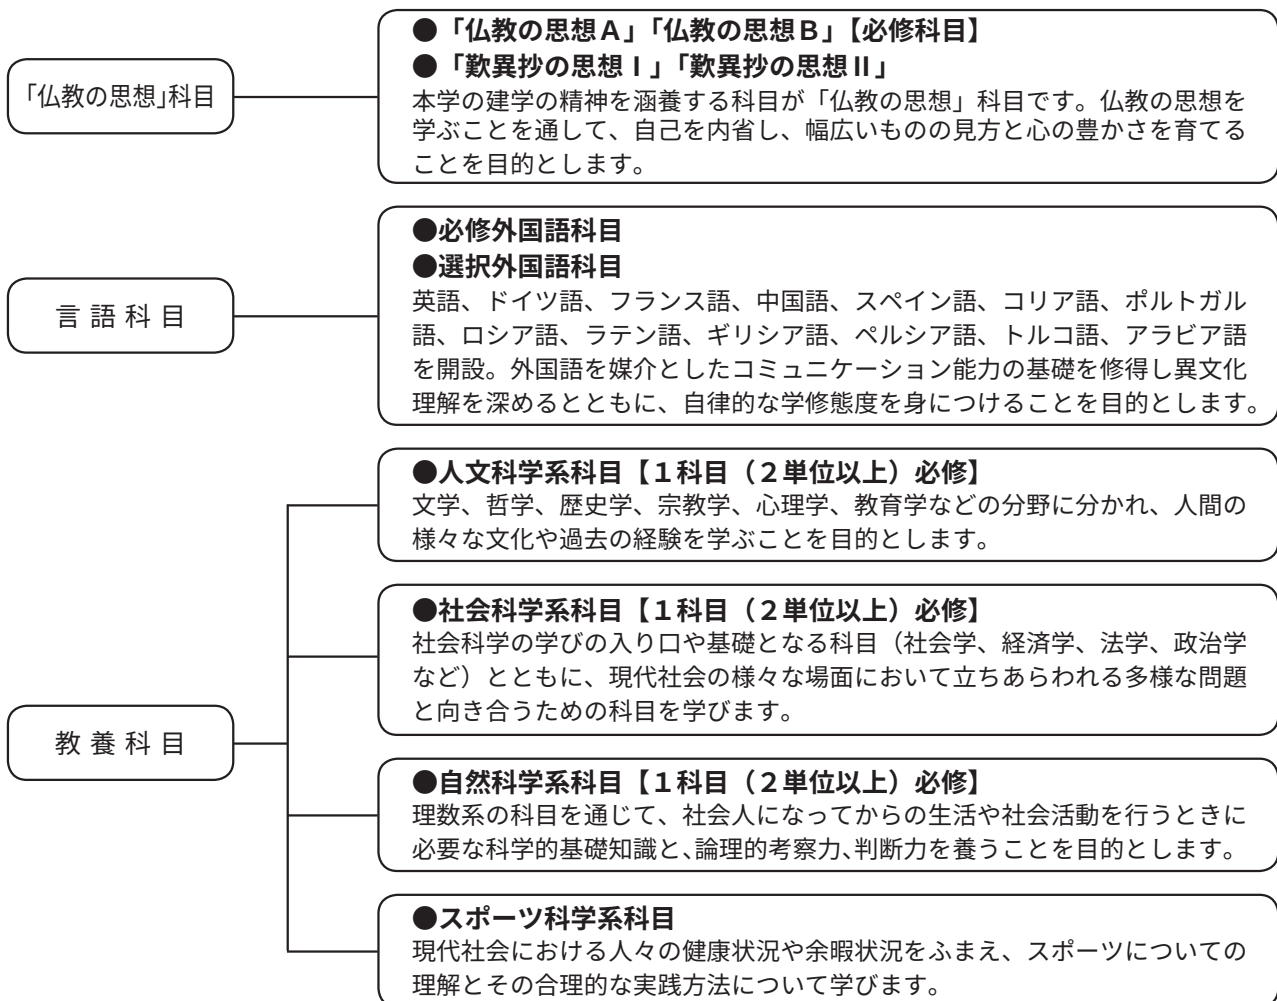 「仏教の思想」科目
●「仏教の思想A」「仏教の思想B」【必修科目】
●「歎異抄の思想Ⅰ」「歎異抄の思想Ⅱ」
本学の建学の精神を涵養する科目が「仏教の思想」科目です。仏教の思想を
学ぶことを通して、自己を内省し、幅広いものの見方と心の豊かさを育てる
ことを目的とします。
言語科目
●必修外国語科目
●選択外国語科目
英語、ドイツ語、フランス語、中国語、スペイン語、コリア語、ポルトガル
語、ロシア語、ラテン語、ギリシア語、ペルシア語、トルコ語、アラビア語
を開設。外国語を媒介としたコミュニケーション能力の基礎を修得し異文化
理解を深めるとともに、自律的な学修態度を身につけることを目的とします。
教養科目
●人文科学系科目【1科目（2単位以上）必修】
文学、哲学、歴史学、宗教学、心理学、教育学などの分野に分かれ、人間の
様々な文化や過去の経験を学ぶことを目的とします。
●社会科学系科目【1科目（2単位以上）必修】
社会科学の学びの入り口や基礎となる科目（社会学、経済学、法学、政治学
など）とともに、現代社会の様々な場面において立ちあらわれる多様な問題
と向き合うための科目を学びます。
●自然科学系科目【1科目（2単位以上）必修】
理数系の科目を通じて、社会人になってからの生活や社会活動を行うときに
必要な科学的基礎知識と、論理的考察力、判断力を養うことを目的とします。
●スポーツ科学系科目
現代社会における人々の健康状況や余暇状況をふまえ、スポーツについての
理解とその合理的な実践方法について学びます。